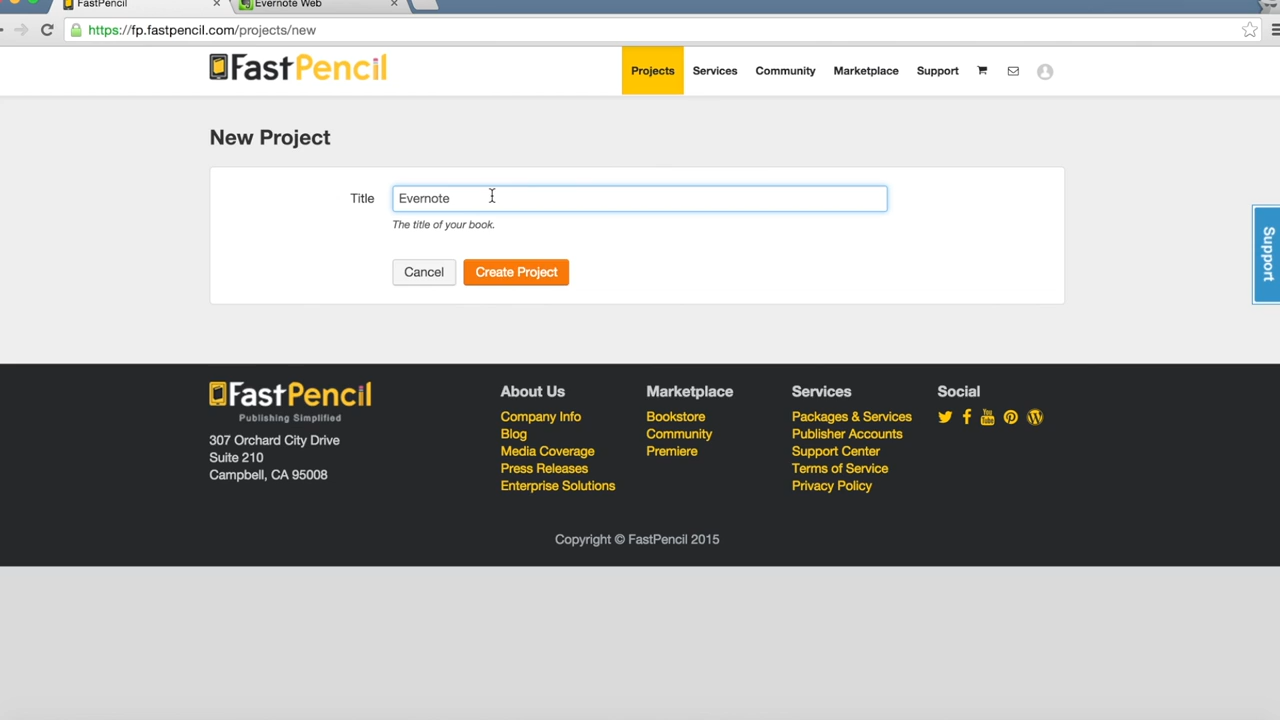 FastPencil
Evernote Web
https://fp.fastpencil.com/projects/new
FastPencil
Projects
Services
Community
Marketplace
Support
New Project
Title
Evernote
The title of your book.
Cancel
Create Project
Support
FastPencil
Publishing Simplified
307 Orchard City Drive
Suite 210
Campbell, CA 95008
About Us
Company Info
Blog
Media Coverage
Press Releases
Enterprise Solutions
Marketplace
Bookstore
Community
Premiere
Services
Packages & Services
Publisher Accounts
Support Center
Terms of Service
Privacy Policy
Social
You Tube
Copyright © FastPencil 2015